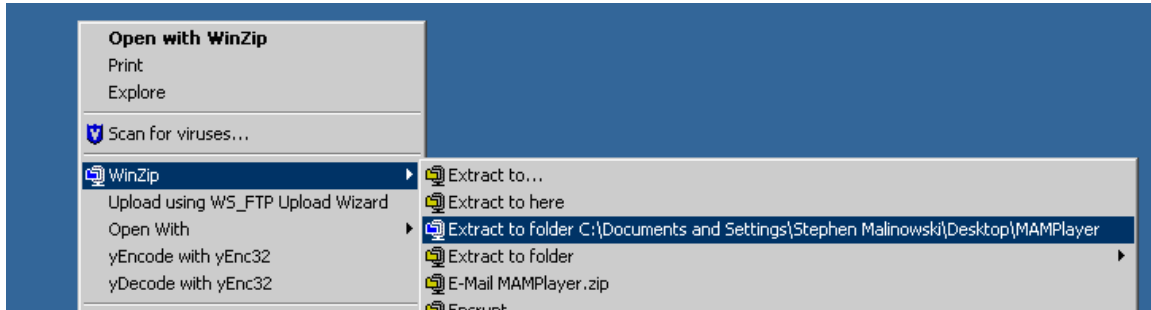 Open with WinZip
Print
Explore
Scan for viruses...
WinZip
Upload using WS_FTP Upload Wizard
Open With
yEncode with yEnc32
yDecode with yEnc32
Extract to...
Extract to here
Extract to folder C:\Documents and Settings\Stephen Malinowski\Desktop\MAMPlayer
Extract to folder
E-Mail MAMPlayer.zip
Encrypt